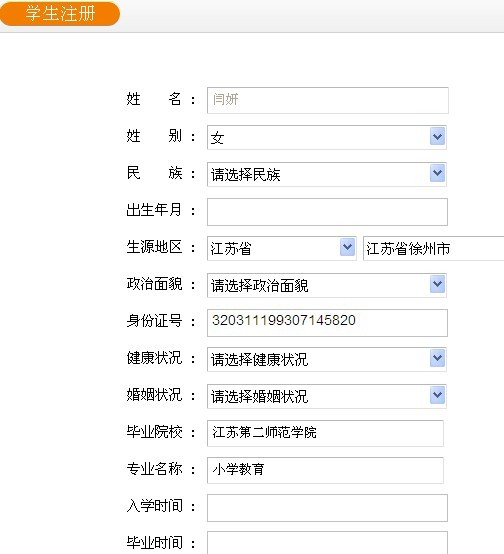 学生注册
姓 名： 闫妍
姓 别： 女
民 族： 请选择民族
出生年月：
生源地区： 江苏省 江苏省徐州市
政治面貌： 请选择政治面貌
身份证号： 320311199307145820
健康状况： 请选择健康状况
婚姻状况： 请选择婚姻状况
毕业院校： 江苏第二师范学院
专业名称： 小学教育
入学时间：
毕业时间：